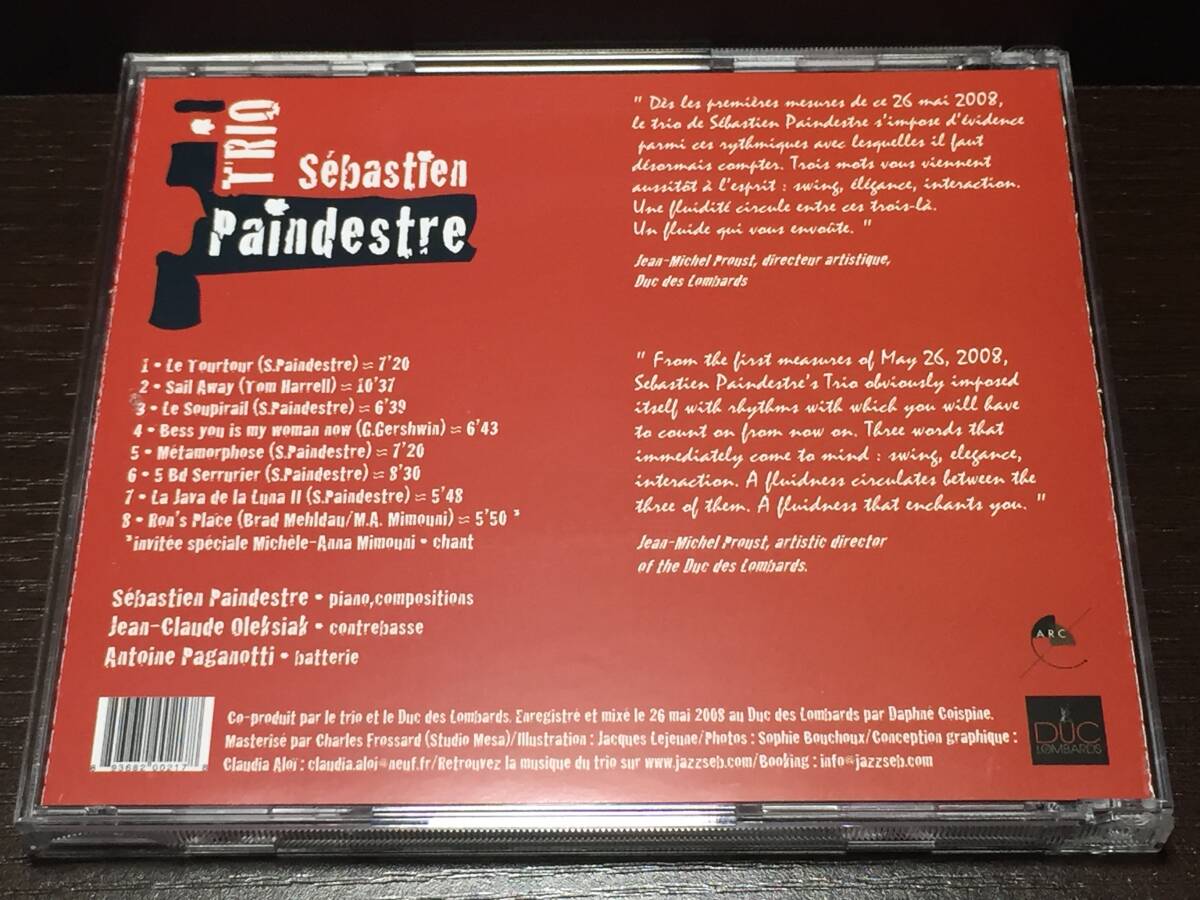 TRIO
Sébastien
Paindestre
1 - Le Tourtour (S.Paindestre) = 7'20
2 - Sail Away (Tom Harrell) = 10'37
3 - Le Soupirail (S.Paindestre) = 6'39
4 - Bess you is my woman now (G.Gershwin) = 6'43
5 - Métamorphose (S.Paindestre) = 7'20
6 - 5 Bd Serrurier (S.Paindestre) = 8'30
7 - La Java de la Luna II (S.Paindestre) = 5'48
8 - Ron's Place (Brad Mehldau/M.A. Mimouni) = 5'50 *
*invitée spéciale Michèle-Anna Mimouni - chant
Sébastien Paindestre - piano,compositions
Jean-Claude Oleksiak - contrebasse
Antoine Paganotti - batterie
" Dès les premières mesures de ce 26 mai 2008,
le trio de Sébastien Paindestre s'impose d'évidence
parmi ces rythmiques avec lesquelles il faut
désormais compter. Trois mots vous viennent
aussitôt à l'esprit : swing, élégance, interaction.
Une fluidité circule entre ces trois-là.
Un fluide qui vous envoûte. "
Jean-Michel Proust, directeur artistique,
Duc des Lombards
" From the first measures of May 26, 2008,
Sebastien Paindestre's Trio obviously imposed
itself with rhythms with which you will have
to count on from now on. Three words that
immediately come to mind : swing, elegance,
interaction. A fluidness circulates between the
three of them. A fluidness that enchants you. "
Jean-Michel Proust, artistic director
of the Duc des Lombards.
ARC
DUC
LOMBARDS
Co-produit par le trio et le Duc des Lombards. Enregistré et mixé le 26 mai 2008 au Duc des Lombards par Daphné Coispine.
Masterisé par Charles Frossard (Studio Mesa)/Illustration : Jacques Lejeune/Photos : Sophie Bouchoux/Conception graphique :
Claudia Aloï : claudia.aloi@neuf.fr/Retrouvez la musique du trio sur www.jazzseb.com/Booking : info@jazzseb.com